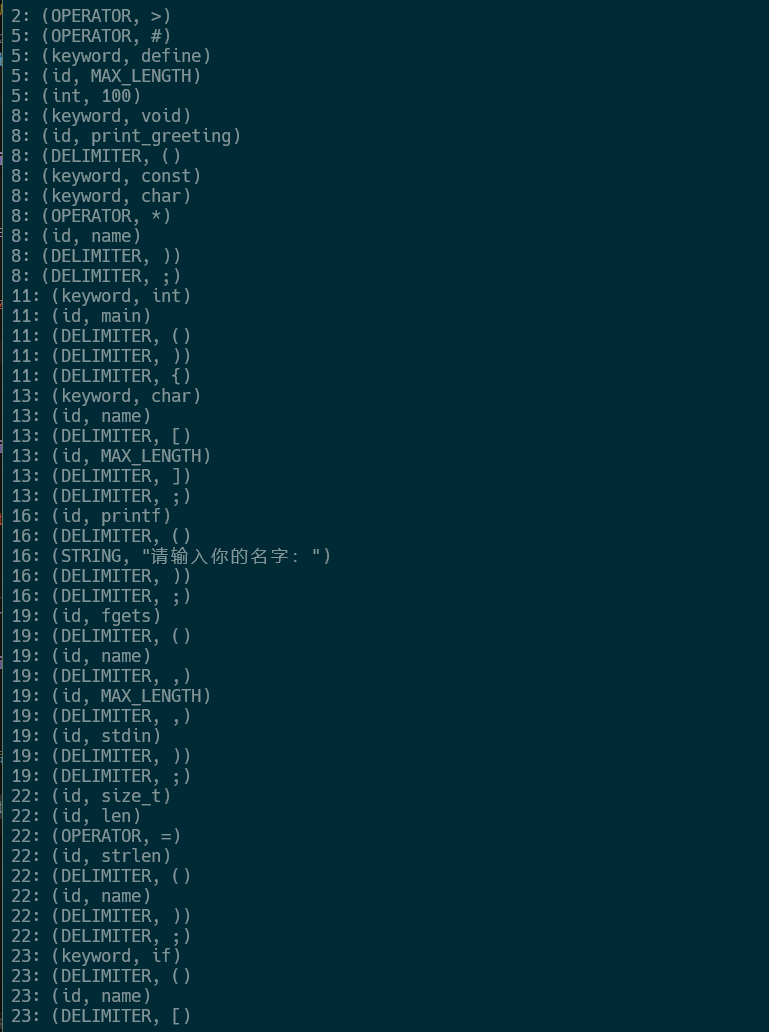 2: (OPERATOR, >)
5: (OPERATOR, #)
5: (keyword, define)
5: (id, MAX_LENGTH)
5: (int, 100)
8: (keyword, void)
8: (id, print_greeting)
8: (DELIMITER, ()
8: (keyword, const)
8: (keyword, char)
8: (OPERATOR, *)
8: (id, name)
8: (DELIMITER, ))
8: (DELIMITER, ;)
11: (keyword, int)
11: (id, main)
11: (DELIMITER, ()
11: (DELIMITER, ))
11: (DELIMITER, {)
13: (keyword, char)
13: (id, name)
13: (DELIMITER, [)
13: (id, MAX_LENGTH)
13: (DELIMITER, ])
13: (DELIMITER, ;)
16: (id, printf)
16: (DELIMITER, ()
16: (STRING, "请输入你的名字: ")
16: (DELIMITER, ))
16: (DELIMITER, ;)
19: (id, fgets)
19: (DELIMITER, ()
19: (id, name)
19: (DELIMITER, ,)
19: (id, MAX_LENGTH)
19: (DELIMITER, ,)
19: (id, stdin)
19: (DELIMITER, ))
19: (DELIMITER, ;)
22: (id, size_t)
22: (id, len)
22: (OPERATOR, =)
22: (id, strlen)
22: (DELIMITER, ()
22: (id, name)
22: (DELIMITER, ))
22: (DELIMITER, ;)
23: (keyword, if)
23: (DELIMITER, ()
23: (id, name)
23: (DELIMITER, [)